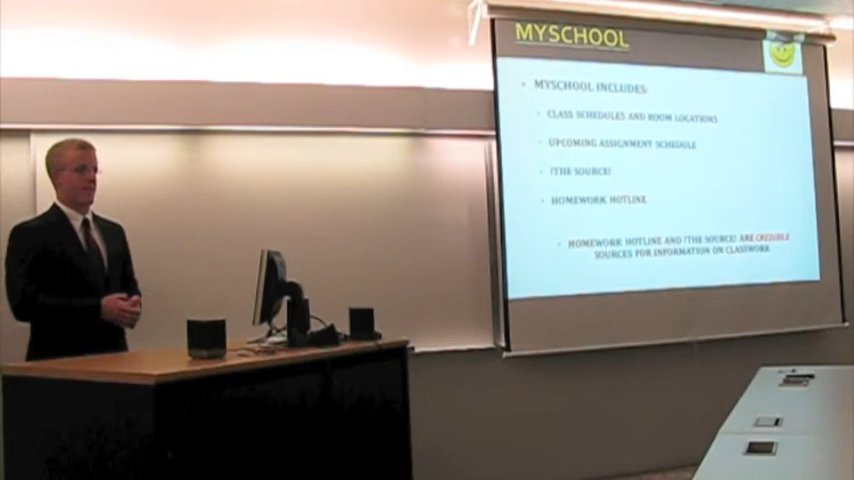 MYSCHOOL
• MYSCHOOL INCLUDES:
• CLASS SCHEDULES AND ROOM LOCATIONS
• UPCOMING ASSIGNMENT SCHEDULE
• !THE SOURCE!
• HOMEWORK HOTLINE
• HOMEWORK HOTLINE AND !THE SOURCE! ARE CREDIBLE
SOURCES FOR INFORMATION ON CLASSWORK